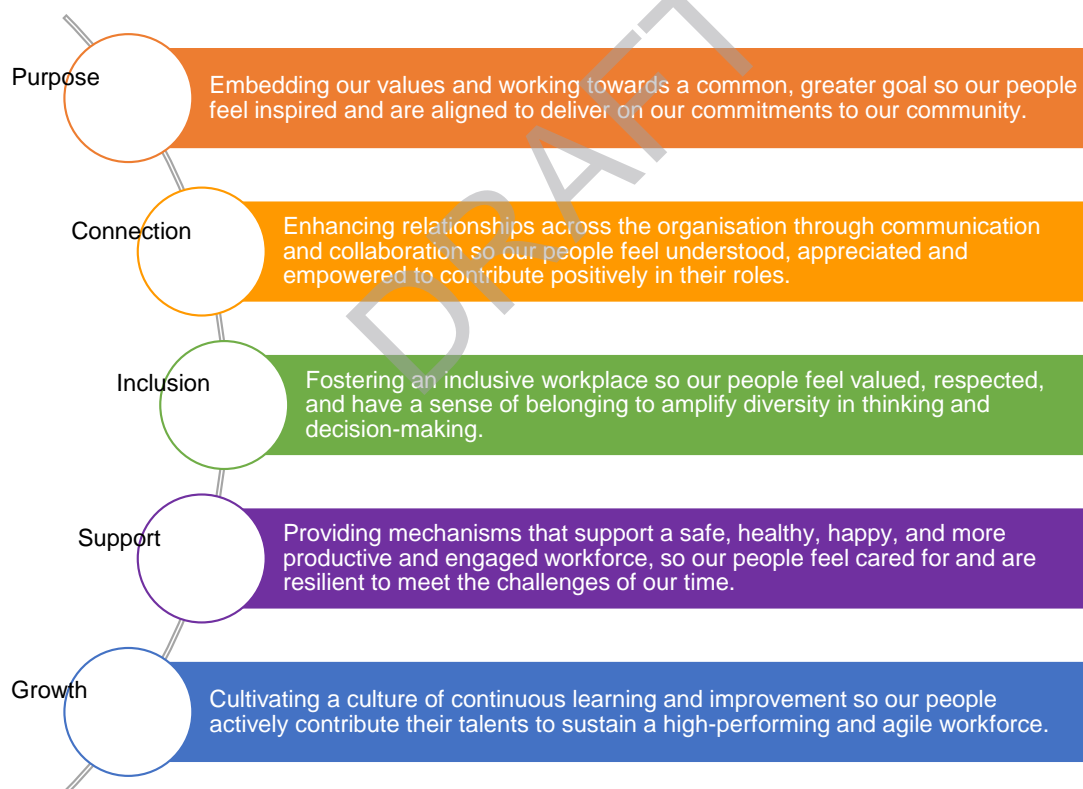 Purpose
Embedding our values and working towards a common, greater goal so our people
feel inspired and are aligned to deliver on our commitments to our community.
Connection
Enhancing relationships across the organisation through communication
and collaboration so our people feel understood, appreciated and
empowered to contribute positively in their roles.
Inclusion
Fostering an inclusive workplace so our people feel valued, respected,
and have a sense of belonging to amplify diversity in thinking and
decision-making.
Support
Providing mechanisms that support a safe, healthy, happy, and more
productive and engaged workforce, so our people feel cared for and are
resilient to meet the challenges of our time.
Growth
Cultivating a culture of continuous learning and improvement so our people
actively contribute their talents to sustain a high-performing and agile workforce.
DRAFT